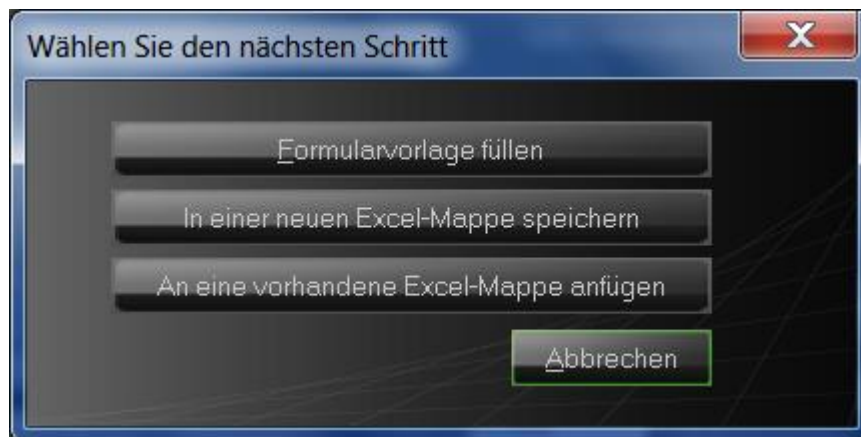 Wählen Sie den nächsten Schritt
Formularvorlage füllen
In einer neuen Excel-Mappe speichern
An eine vorhandene Excel-Mappe anfügen
Abbrechen